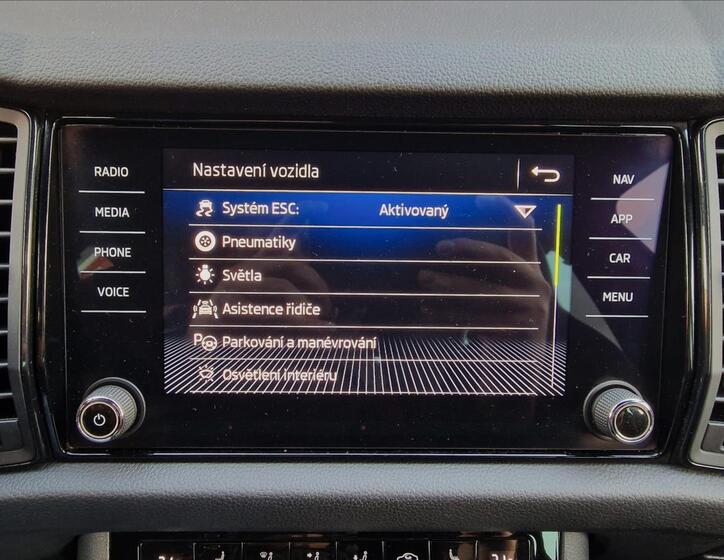 RADIO
MEDIA
PHONE
VOICE
Nastavení vozidla
Systém ESC: Aktivovaný
Pneumatiky
Světla
Asistence řidiče
Parkování a manévrování
Osvětlení interiéru
NAV
APP
CAR
MENU